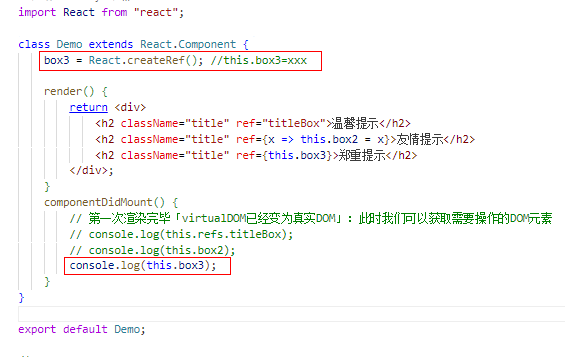 import React from "react";
class Demo extends React.Component {
box3 = React.createRef(); //this.box3=xxx
render() {
return <div>
<h2 className="title" ref="titleBox">温馨提示</h2>
<h2 className="title" ref={x => this.box2 = x}>友情提示</h2>
<h2 className="title" ref={this.box3}>郑重提示</h2>
</div>;
}
componentDidMount() {
// 第一次渲染完毕「virtualDOM已经变为真实DOM」: 此时我们可以获取需要操作的DOM元素
// console.log(this.refs.titleBox);
// console.log(this.box2);
console.log(this.box3);
}
}
export default Demo;